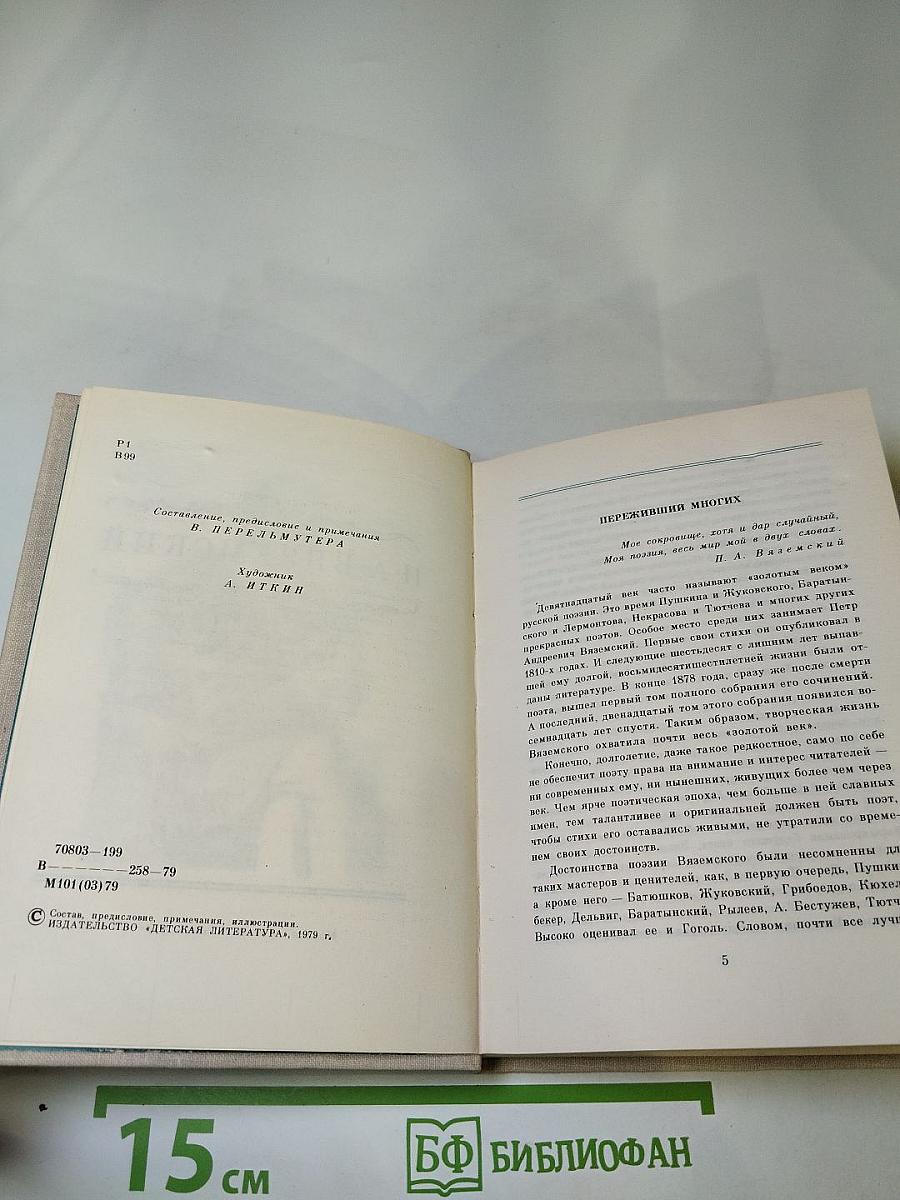 Р1
В99
Составление, предисловие и примечания
В. ПЕРЕЛЬМУТЕРА
Художник
А. ИТКИН
70803—199
В———————258—79
М101(03)79
© Состав, предисловие, примечания, иллюстрации.
ИЗДАТЕЛЬСТВО «ДЕТСКАЯ ЛИТЕРАТУРА», 1979 г.
ПЕРЕЖИВШИЙ МНОГИХ
Мое сокровище, хотя и дар случайный,
Моя поэзия, весь мир мой в двух словах.
П. А. Вяземский
Девятнадцатый век часто называют «золотым веком»
русской поэзии. Это время Пушкина и Жуковского, Баратын-
ского и Лермонтова, Некрасова и Тютчева и многих других
прекрасных поэтов. Особое место среди них занимает Петр
Андреевич Вяземский. Первые свои стихи он опубликовал в
1810-х годах. И следующие шестьдесят с лишним лет выпав-
шей ему долгой, восьмидесятишестилетней жизни были от-
даны литературе. В конце 1878 года, сразу же после смерти
поэта, вышел первый том полного собрания его сочинений.
А последний, двенадцатый том этого собрания появился во-
семнадцать лет спустя. Таким образом, творческая жизнь
Вяземского охватила почти весь «золотой век».
Конечно, долголетие, даже такое редкостное, само по себе
не обеспечит поэту права на внимание и интерес читателей —
ни современных ему, ни нынешних, живущих более чем через
век. Чем ярче поэтическая эпоха, чем больше в ней славных
имен, тем талантливее и оригинальней должен быть поэт,
чтобы стихи его оставались живыми, не утратили со време-
нем своих достоинств.
Достоинства поэзии Вяземского были несомненны дл
таких мастеров и ценителей, как, в первую очередь, Пушки
а кроме него — Батюшков, Жуковский, Грибоедов, Кюхел
бекер, Дельвиг, Баратынский, Рылеев, А. Бестужев, Тютч
Высоко оценивал ее и Гоголь. Словом, почти все лучш
5
15 см
БФ БИБЛИОФАН